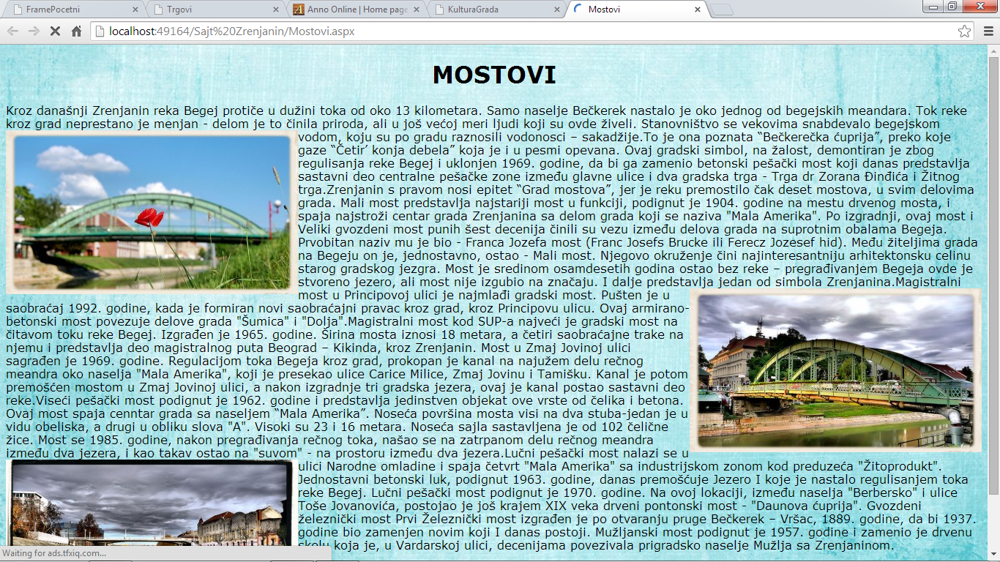 FramePocetni
Trgovi
Anno Online | Home page
KulturaGrada
Mostovi
localhost:49164/Sajt%20Zrenjanin/Mostovi.aspx
MOSTOVI
Kroz današnji Zrenjanin reka Begej protiče u dužini toka od oko 13 kilometara. Samo naselje Bečkerek nastalo je oko jednog od begejskih meandara. Tok reke
kroz grad neprestano je menjan - delom je to činila priroda, ali u još većoj meri ljudi koji su ovde živeli. Stanovništvo se vekovima snabdevalo begejskom
vodom, koju su po gradu raznosili vodonosci – sakadžije.To je ona poznata “Bečkerečka ćuprija”, preko koje
gaze “Četir’ konja debela” koja je i u pesmi opevana. Ovaj gradski simbol, na žalost, demontiran je zbog
regulisanja reke Begej i uklonjen 1969. godine, da bi ga zamenio betonski pešački most koji danas predstavlja
sastavni deo centralne pešačke zone između glavne ulice i dva gradska trga - Trga dr Zorana Đinđića i Žitnog
trga.Zrenjanin s pravom nosi epitet “Grad mostova”, jer je reku premostilo čak deset mostova, u svim delovima
grada. Mali most predstavlja najstariji most u funkciji, podignut je 1904. godine na mestu drvenog mosta, i
spaja najstroži centar grada Zrenjanina sa delom grada koji se naziva "Mala Amerika". Po izgradnji, ovaj most i
Veliki gvozdeni most punih šest decenija činili su vezu između delova grada na suprotnim obalama Begeja.
Prvobitan naziv mu je bio - Franca Jozefa most (Franc Josefs Brucke ili Ferecz Jozesef hid). Među žiteljima grada
na Begeju on je, jednostavno, ostao - Mali most. Njegovo okruženje čini najinteresantniju arhitektonsku celinu
starog gradskog jezgra. Most je sredinom osamdesetih godina ostao bez reke – pregrađivanjem Begeja ovde je
stvoreno jezero, ali most nije izgubio na značaju. I dalje predstavlja jedan od simbola Zrenjanina.Magistralni
most u Principovoj ulici je najmlađi gradski most. Pušten je u
saobraćaj 1992. godine, kada je formiran novi saobraćajni pravac kroz grad, kroz Principovu ulicu. Ovaj armirano-
betonski most povezuje delove grada "Šumica" i "Dolja".Magistralni most kod SUP-a najveći je gradski most na
čitavom toku reke Begej. Izgrađen je 1965. godine. Širina mosta iznosi 18 metara, a četiri saobraćajne trake na
njemu i predstavlja deo magistralnog puta Beograd – Kikinda, kroz Zrenjanin. Most u Zmaj Jovinoj ulici
sagrađen je 1969. godine. Regulacijom toka Begeja kroz grad, prokopan je kanal na najužem delu rečnog
meandra oko naselja "Mala Amerika", koji je presekao ulice Carice Milice, Zmaj Jovinu i Tamišku. Kanal je potom
premošćen mostom u Zmaj Jovinoj ulici, a nakon izgradnje tri gradska jezera, ovaj je kanal postao sastavni deo
reke.Viseći pešački most podignut je 1962. godine i predstavlja jedinstven objekat ove vrste od čelika i betona.
Ovaj most spaja cenntar grada sa naseljem “Mala Amerika”. Noseća površina mosta visi na dva stuba-jedan je u
vidu obeliska, a drugi u obliku slova "A". Visoki su 23 i 16 metara. Noseća sajla sastavljena je od 102 čelične
žice. Most se 1985. godine, nakon pregrađivanja rečnog toka, našao se na zatrpanom delu rečnog meandra
između dva jezera, i kao takav ostao na "suvom" - na prostoru između dva jezera.Lučni pešački most nalazi se u
ulici Narodne omladine i spaja četvrt "Mala Amerika" sa industrijskom zonom kod preduzeća "Žitoprodukt".
Jednostavni betonski luk, podignut 1963. godine, danas premošćuje Jezero I koje je nastalo regulisanjem toka
reke Begej. Lučni pešački most podignut je 1970. godine. Na ovoj lokaciji, između naselja "Berbersko" i ulice
Toše Jovanovića, postojao je još krajem XIX veka drveni pontonski most - "Daunova ćuprija". Gvozdeni
železnički most Prvi Železnički most izgrađen je po otvaranju pruge Bečkerek – Vršac, 1889. godine, da bi 1937.
godine bio zamenjen novim koji I danas postoji. Mužljanski most podignut je 1957. godine i zamenio je drvenu
skelu koja je, u Vardarskoj ulici, decenijama povezivala prigradsko naselje Mužlja sa Zrenjaninom.
Waiting for ads.tfxiq.com...